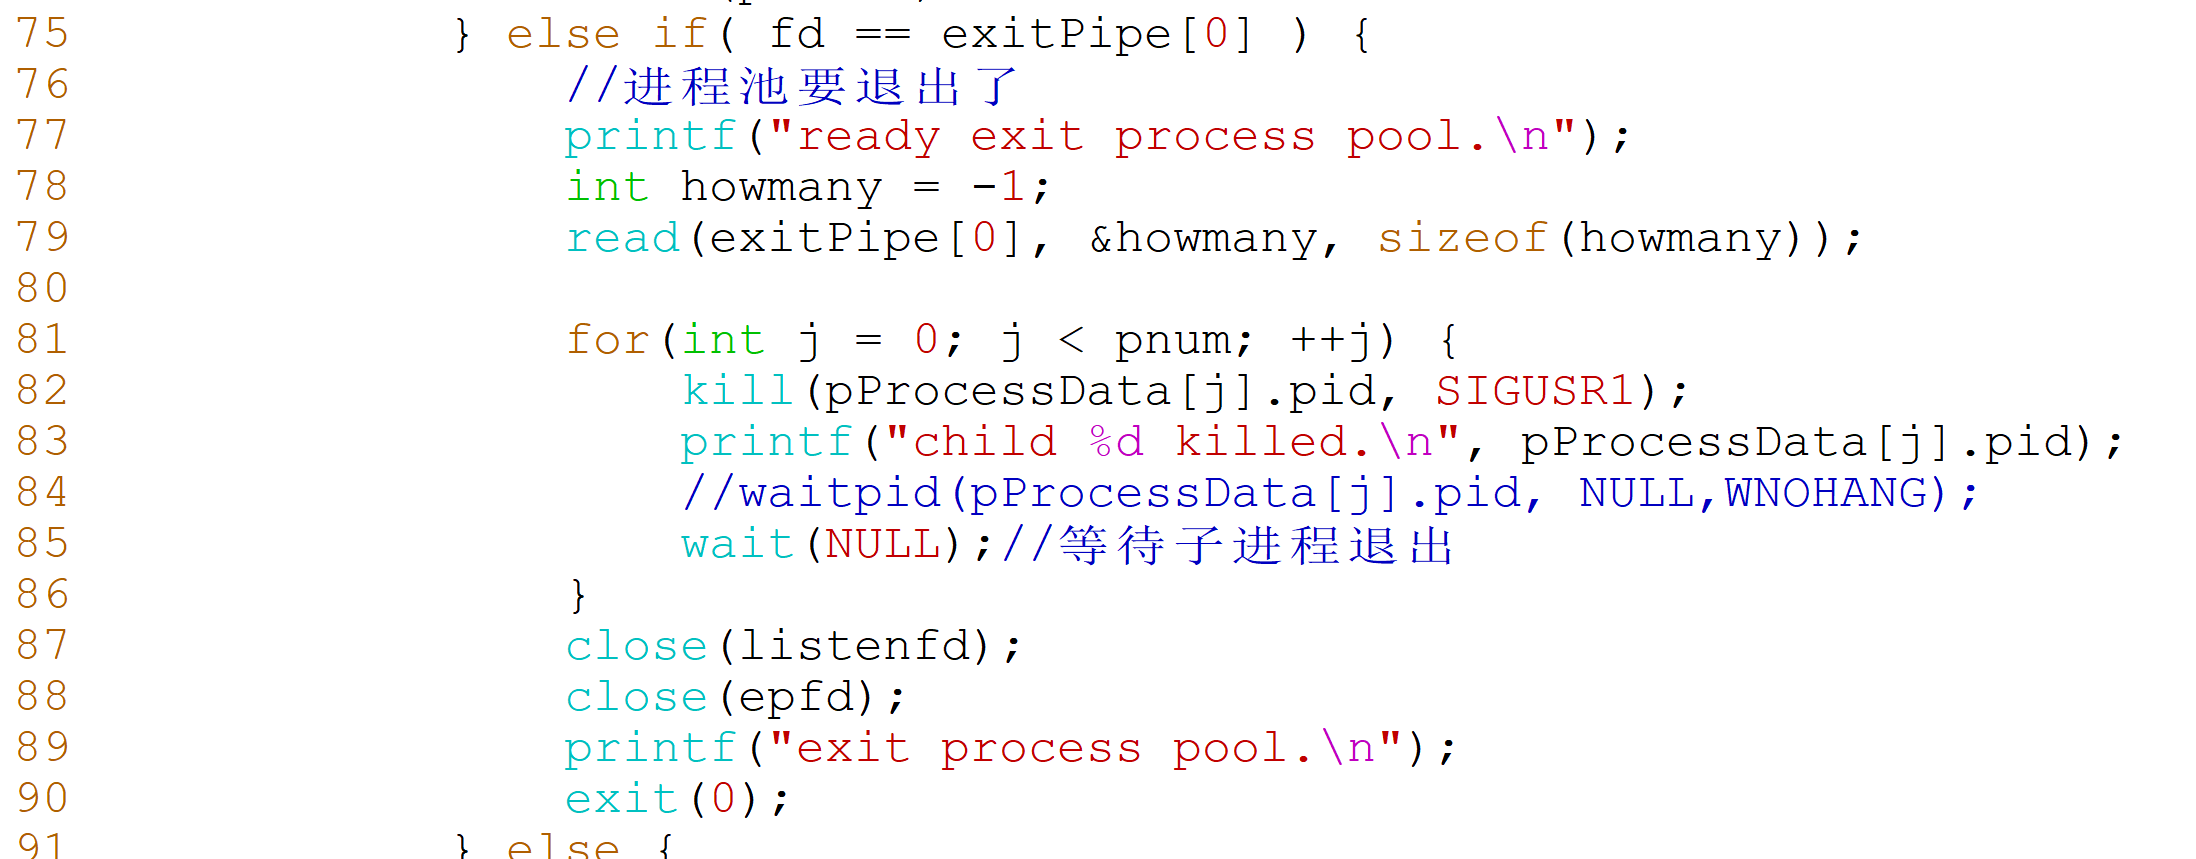 75 } else if( fd == exitPipe[0] ) {
76 //进程池要退出了
77 printf("ready exit process pool.\n");
78 int howmany = -1;
79 read(exitPipe[0], &howmany, sizeof(howmany));
80
81 for(int j = 0; j < pnum; ++j) {
82 kill(pProcessData[j].pid, SIGUSR1);
83 printf("child %d killed.\n", pProcessData[j].pid);
84 //waitpid(pProcessData[j].pid, NULL,WNOHANG);
85 wait(NULL);//等待子进程退出
86 }
87 close(listenfd);
88 close(epfd);
89 printf("exit process pool.\n");
90 exit(0);
91 } else {